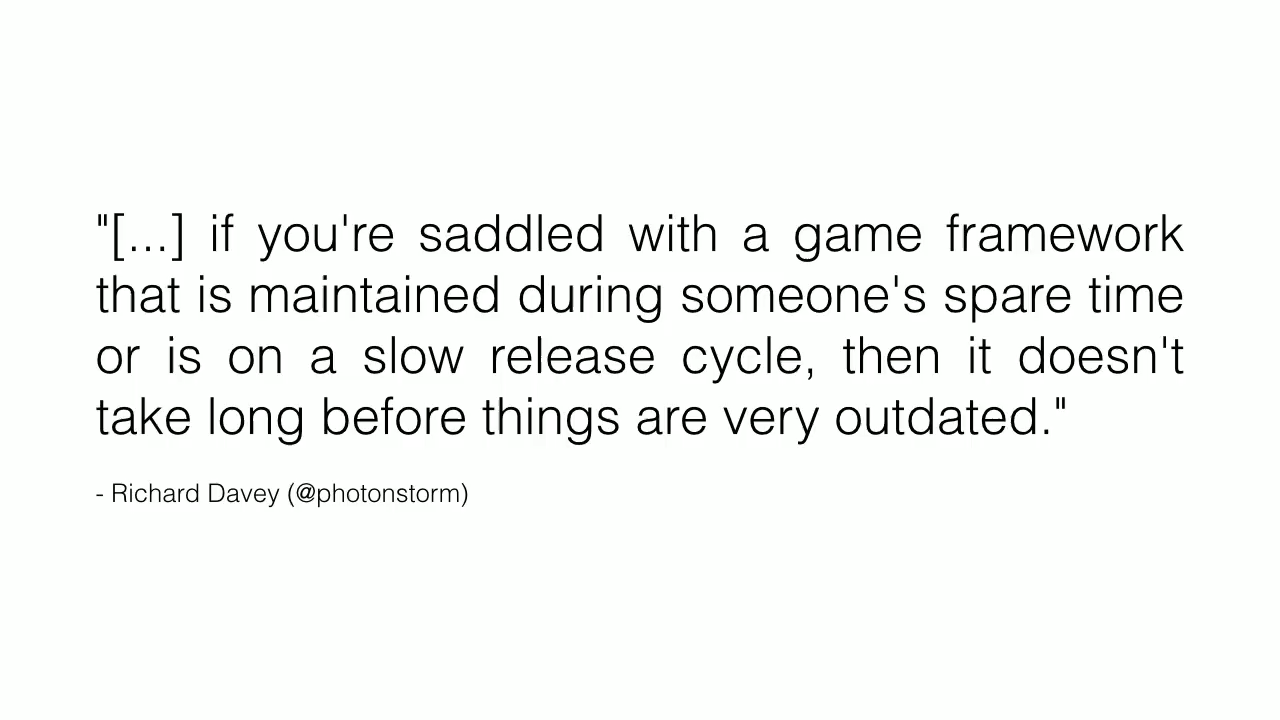 "[...] if you're saddled with a game framework
that is maintained during someone's spare time
or is on a slow release cycle, then it doesn't
take long before things are very outdated."
- Richard Davey (@photonstorm)